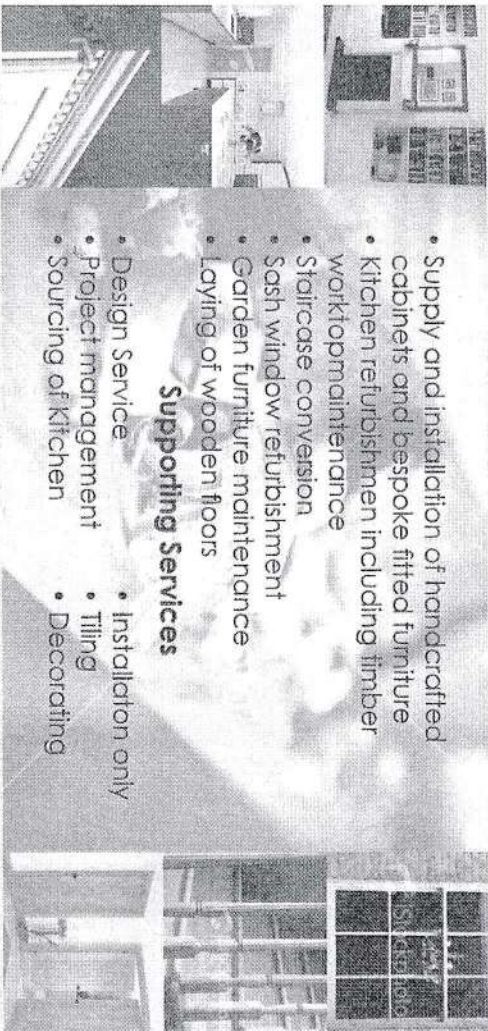 • Supply and installation of handcrafted
cabinets and bespoke fitted furniture
• Kitchen refurbishmen including timber
worktopmaintenance
• Staircase conversion
• Sash window refurbishment
• Garden furniture maintenance
• Laying of wooden floors
Supporting Services
• Design Service
• Project management
• Sourcing of Kitchen
• Installaton only
• Tiling
• Decorating